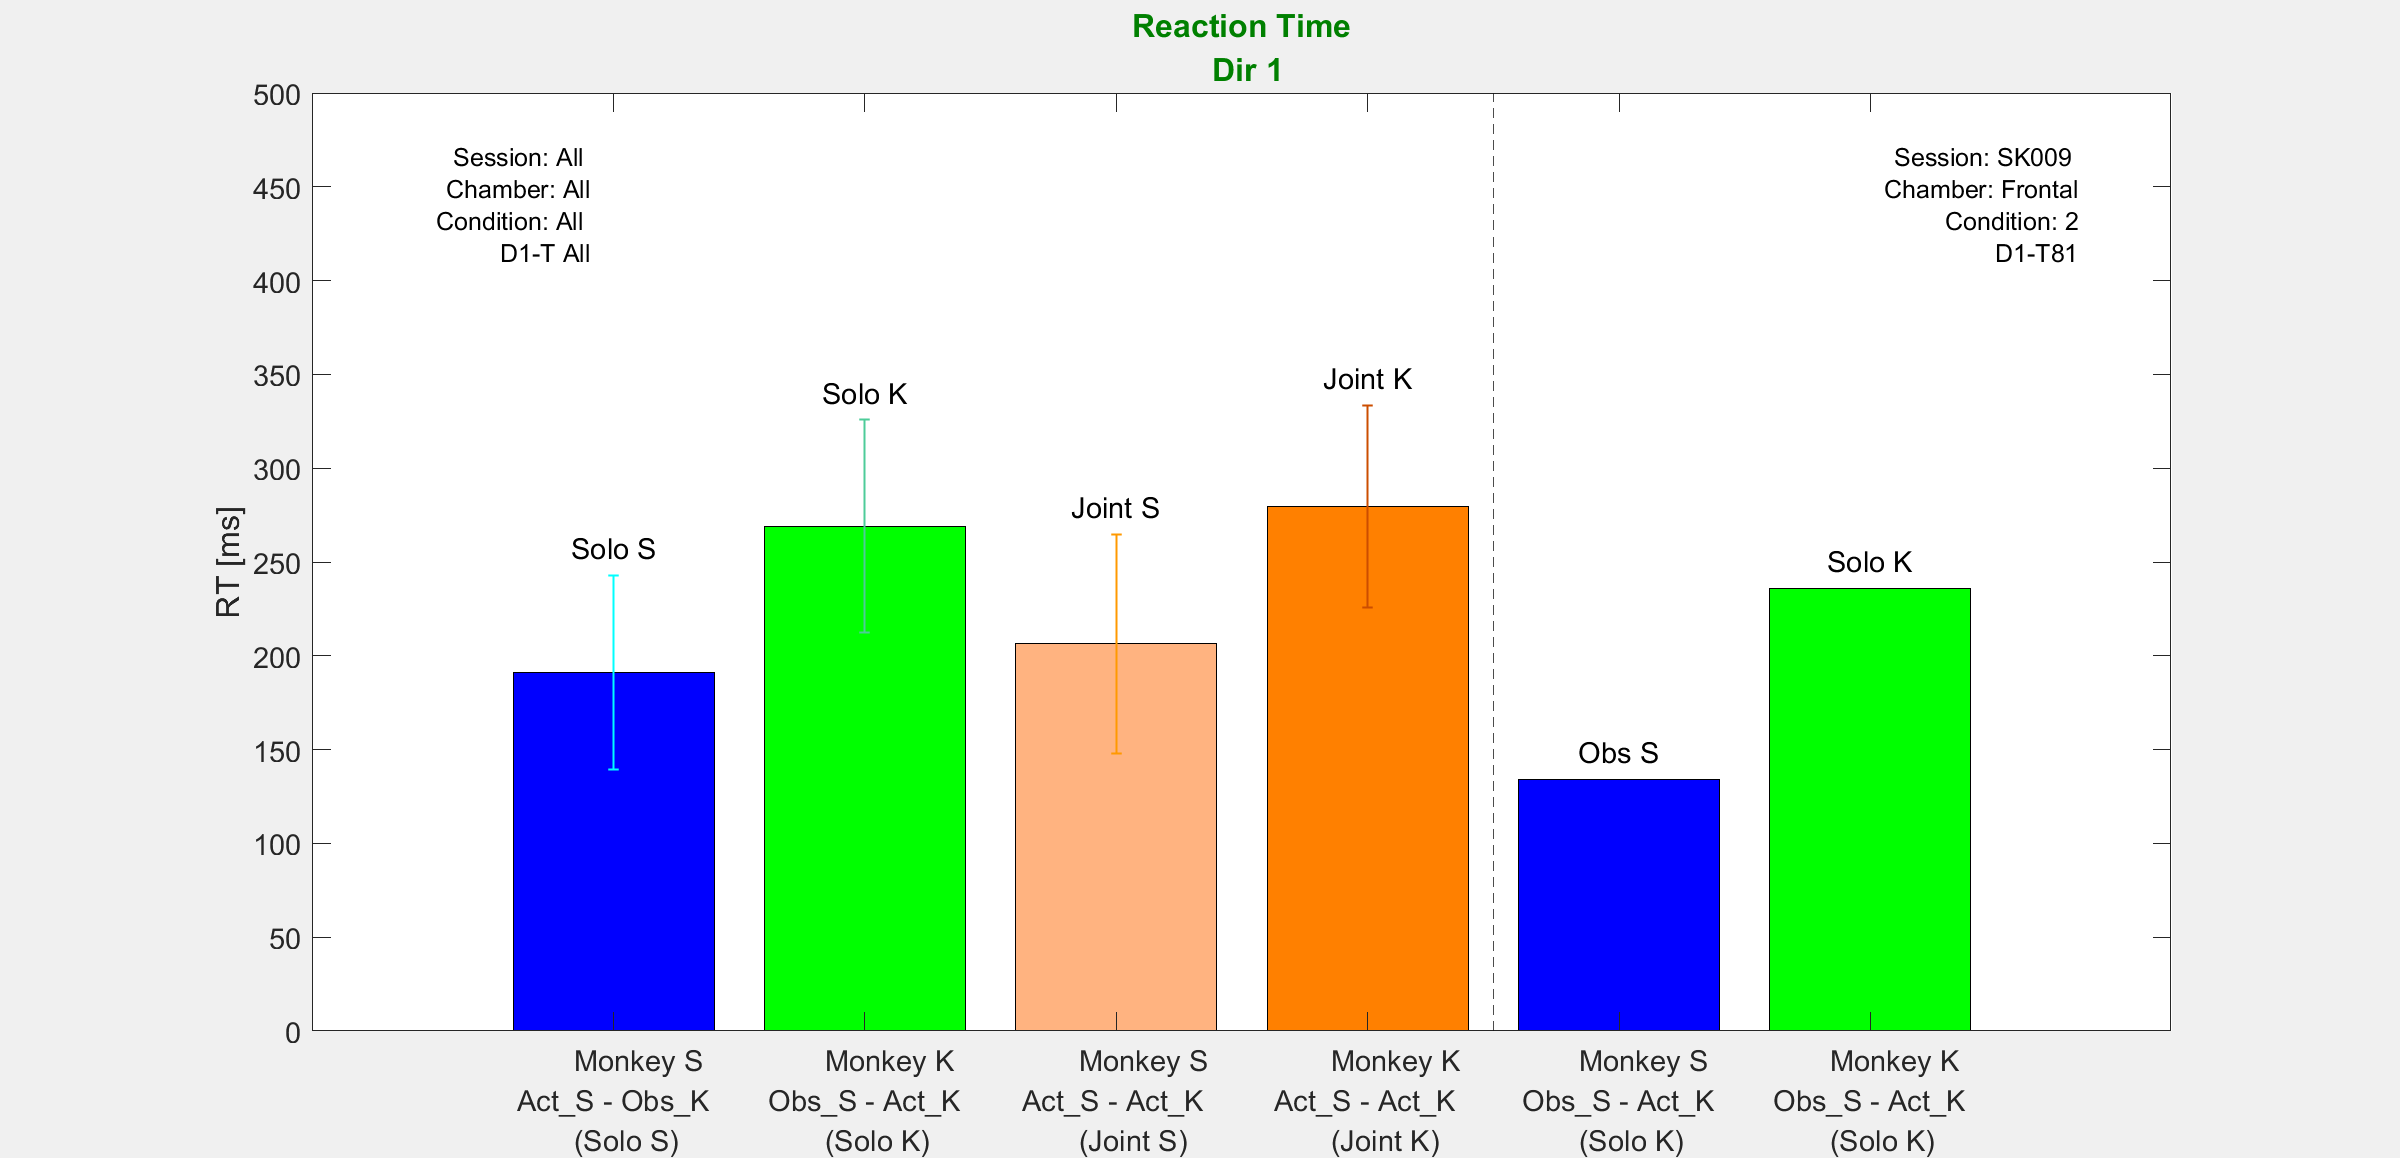 Reaction Time
Dir 1
500
450
400
350
300
250
200
150
100
50
0
RT [ms]
Session: All
Chamber: All
Condition: All
D1-T All
Session: SK009
Chamber: Frontal
Condition: 2
D1-T81
Solo S
Solo K
Joint S
Joint K
Obs S
Solo K
Monkey S
Act_S - Obs_K
(Solo S)
Monkey K
Obs_S - Act_K
(Solo K)
Monkey S
Act_S - Act_K
(Joint S)
Monkey K
Act_S - Act_K
(Joint K)
Monkey S
Obs_S - Act_K
(Solo K)
Monkey K
Obs_S - Act_K
(Solo K)